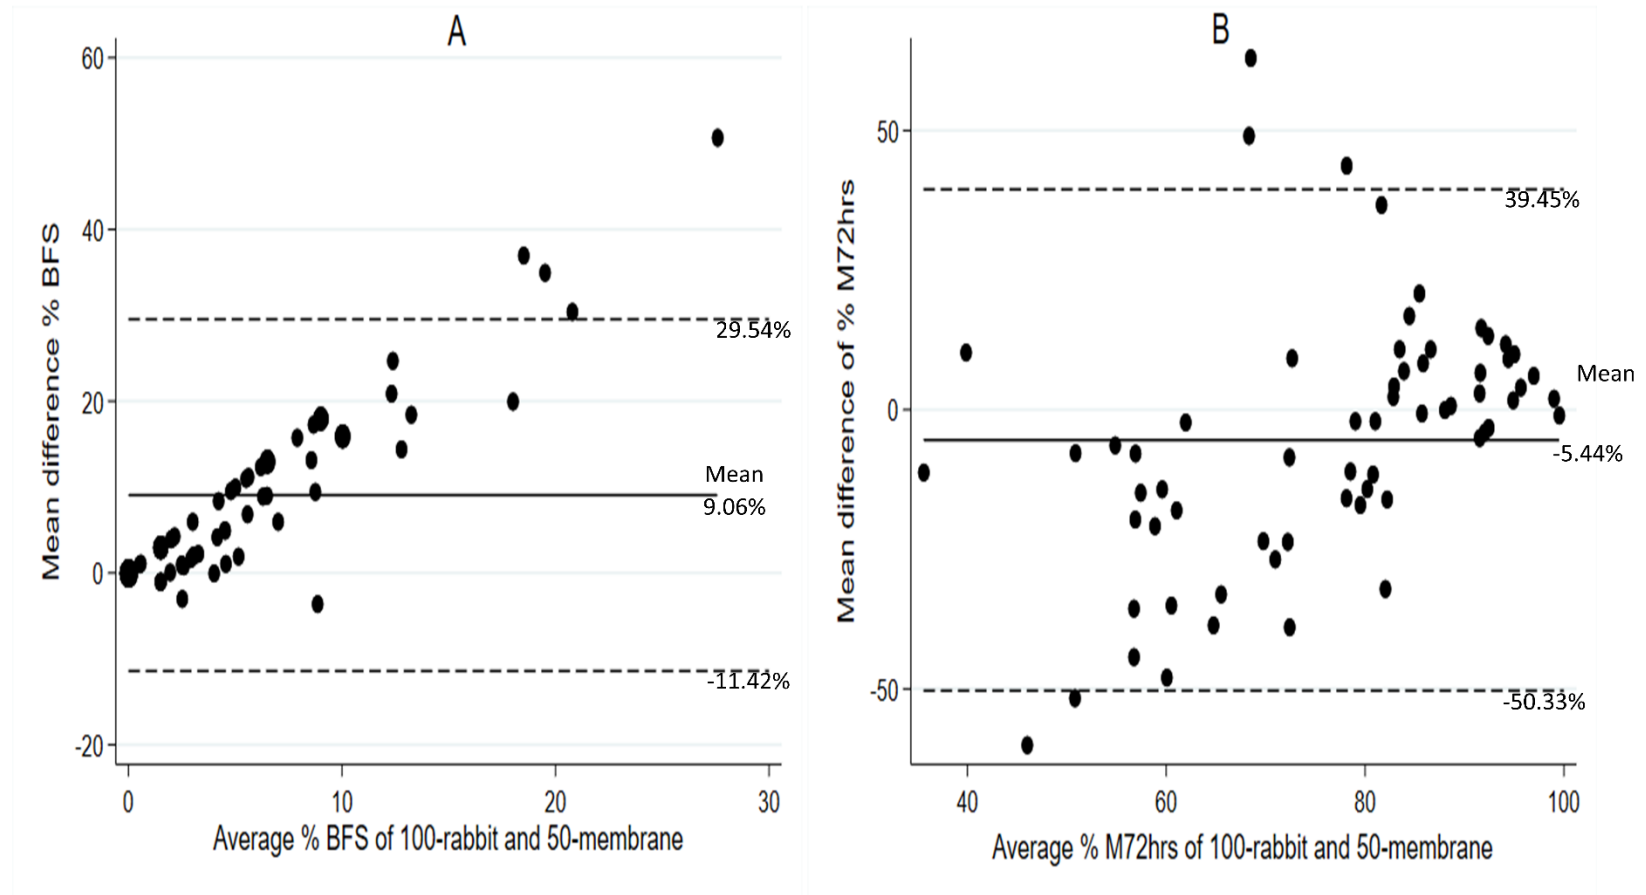 A
Mean difference % BFS
60
40
20
0
-20
29.54%
Mean
9.06%
-11.42%
0
10
20
30
Average % BFS of 100-rabbit and 50-membrane
B
Mean difference of % M72hrs
50
0
-50
39.45%
Mean
-5.44%
-50.33%
40
60
80
100
Average % M72hrs of 100-rabbit and 50-membrane